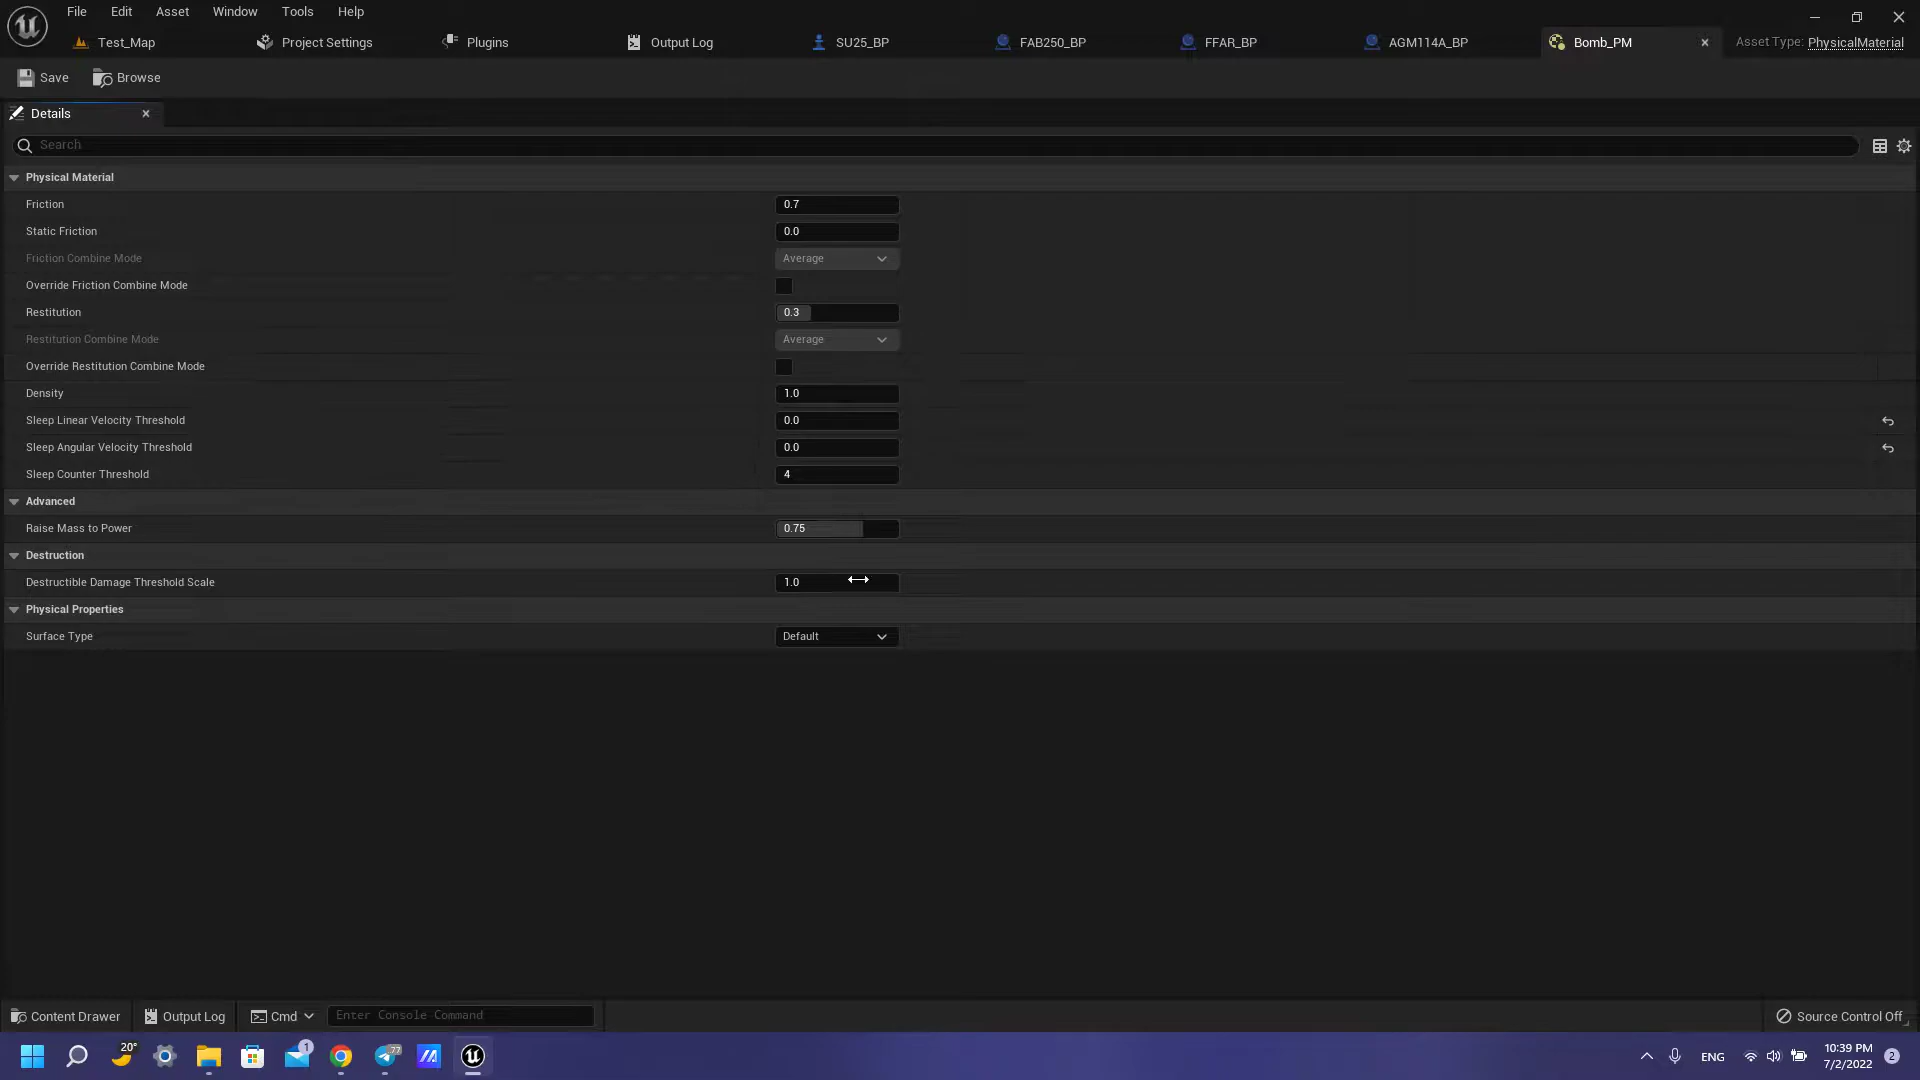 File Edit Asset Window Tools Help
Test_Map Project Settings Plugins Output Log SU25_BP FAB250_BP FFAR_BP AGM114A_BP Bomb_PM Asset Type: PhysicalMaterial
Save Browse
Details
Search
Physical Material
Friction 0.7
Static Friction 0.0
Friction Combine Mode Average
Override Friction Combine Mode
Restitution 0.3
Restitution Combine Mode Average
Override Restitution Combine Mode
Density 1.0
Sleep Linear Velocity Threshold 0.0
Sleep Angular Velocity Threshold 0.0
Sleep Counter Threshold 4
Advanced
Raise Mass to Power 0.75
Destruction
Destructible Damage Threshold Scale 1.0
Physical Properties
Surface Type Default
Content Drawer Output Log Cmd Enter Console Command Source Control Off
20° 1 77 ENG 10:39 PM 2
7/2/2022